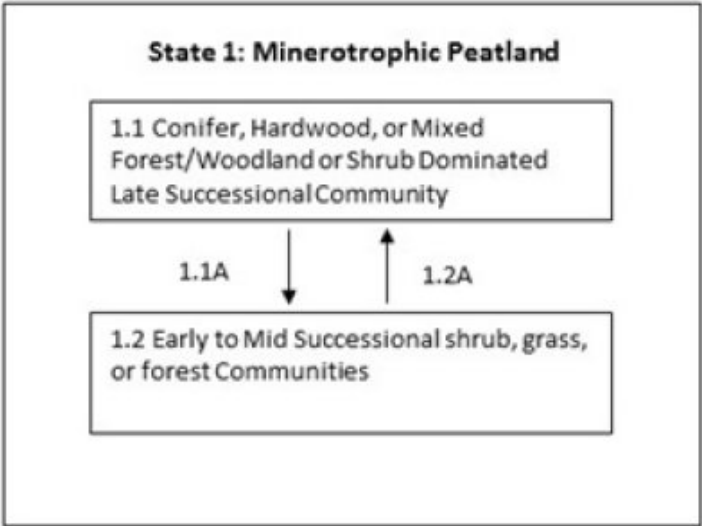 State 1: Minerotrophic Peatland
1.1 Conifer, Hardwood, or Mixed
Forest/Woodland or Shrub Dominated
Late Successional Community
1.1A
1.2A
1.2 Early to Mid Successional shrub, grass,
or forest Communities